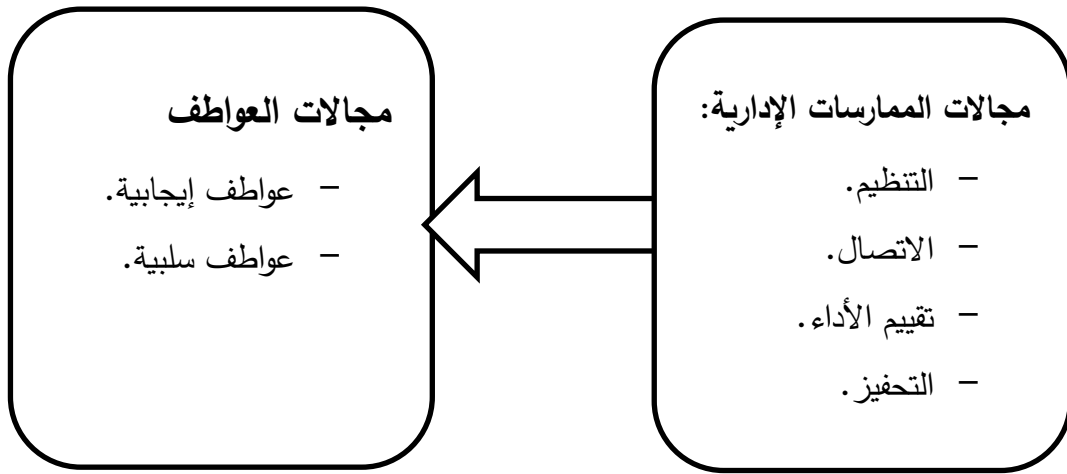 مجالات الممارسات الإدارية:
– التنظيم.
– الاتصال.
– تقييم الأداء.
– التحفيز.
مجالات العواطف
– عواطف إيجابية.
– عواطف سلبية.